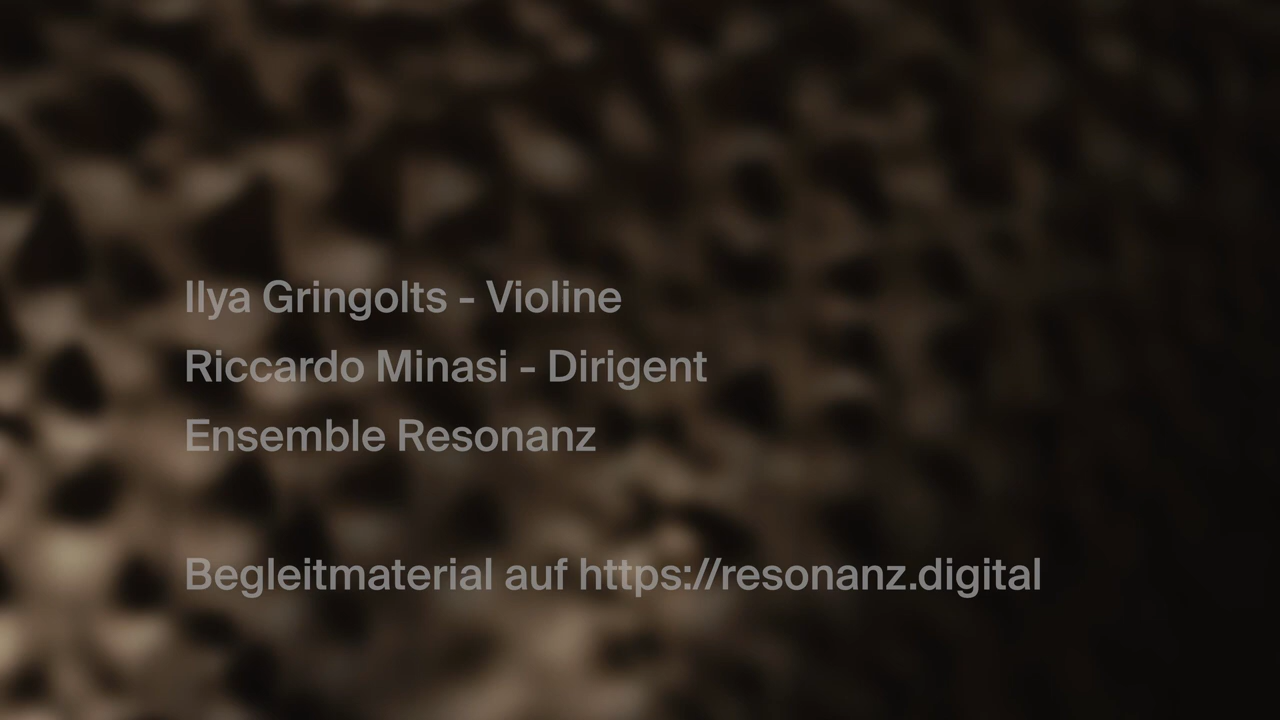 Ilya Gringolts - Violine
Riccardo Minasi - Dirigent
Ensemble Resonanz
Begleitmaterial auf https://resonanz.digital